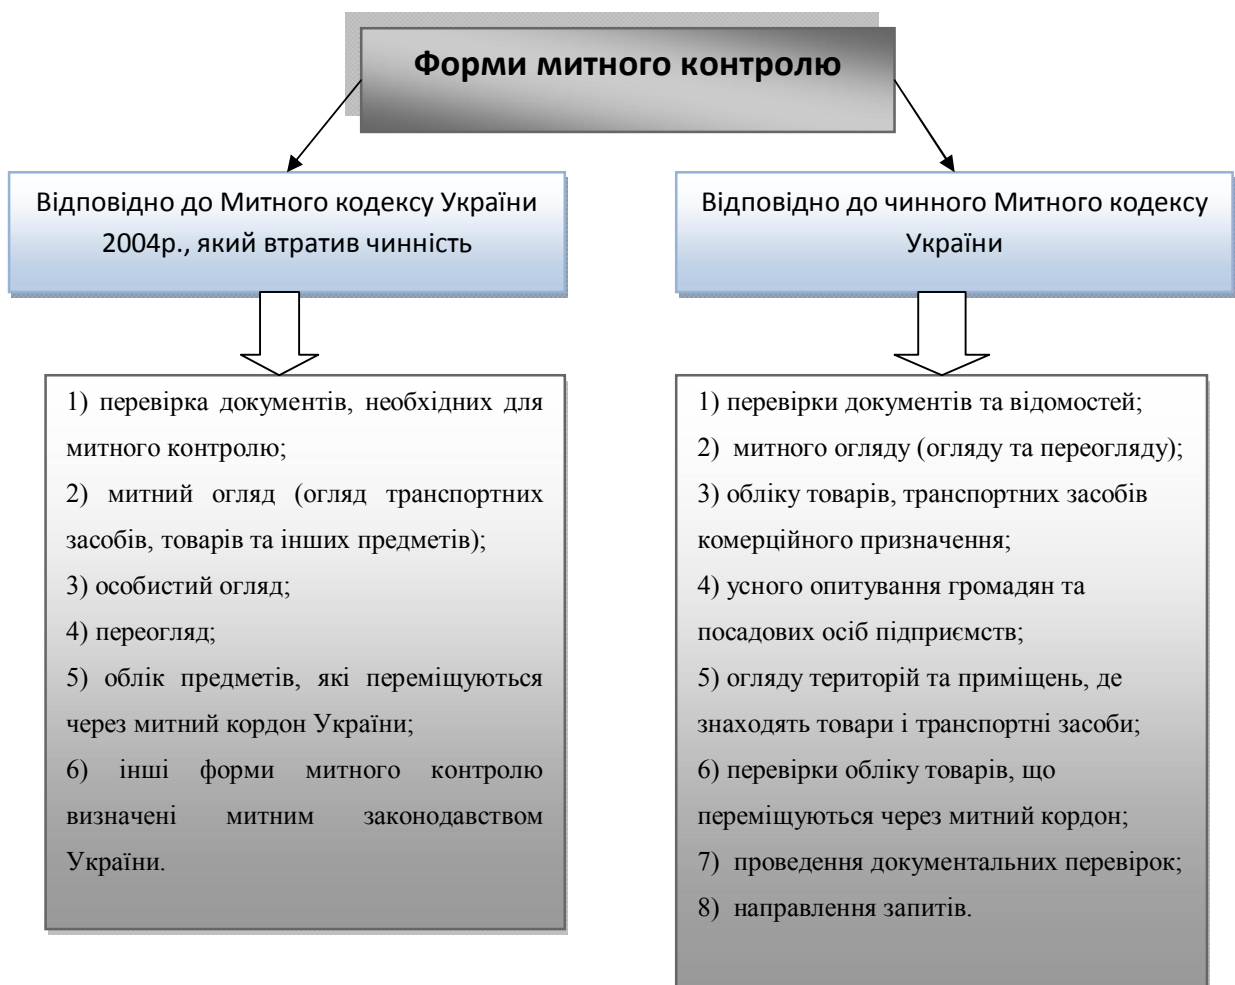 Форми митного контролю
Відповідно до Митного кодексу України
2004р., який втратив чинність
1) перевірка документів, необхідних для
митного контролю;
2) митний огляд (огляд транспортних
засобів, товарів та інших предметів);
3) особистий огляд;
4) переогляд;
5) облік предметів, які переміщуються
через митний кордон України;
6) інші форми митного контролю
визначені митним законодавством
України.
Відповідно до чинного Митного кодексу
України
1) перевірки документів та відомостей;
2) митного огляду (огляду та переогляду);
3) обліку товарів, транспортних засобів
комерційного призначення;
4) усного опитування громадян та
посадових осіб підприємств;
5) огляду територій та приміщень, де
знаходять товари і транспортні засоби;
6) перевірки обліку товарів, що
переміщуються через митний кордон;
7) проведення документальних перевірок;
8) направлення запитів.